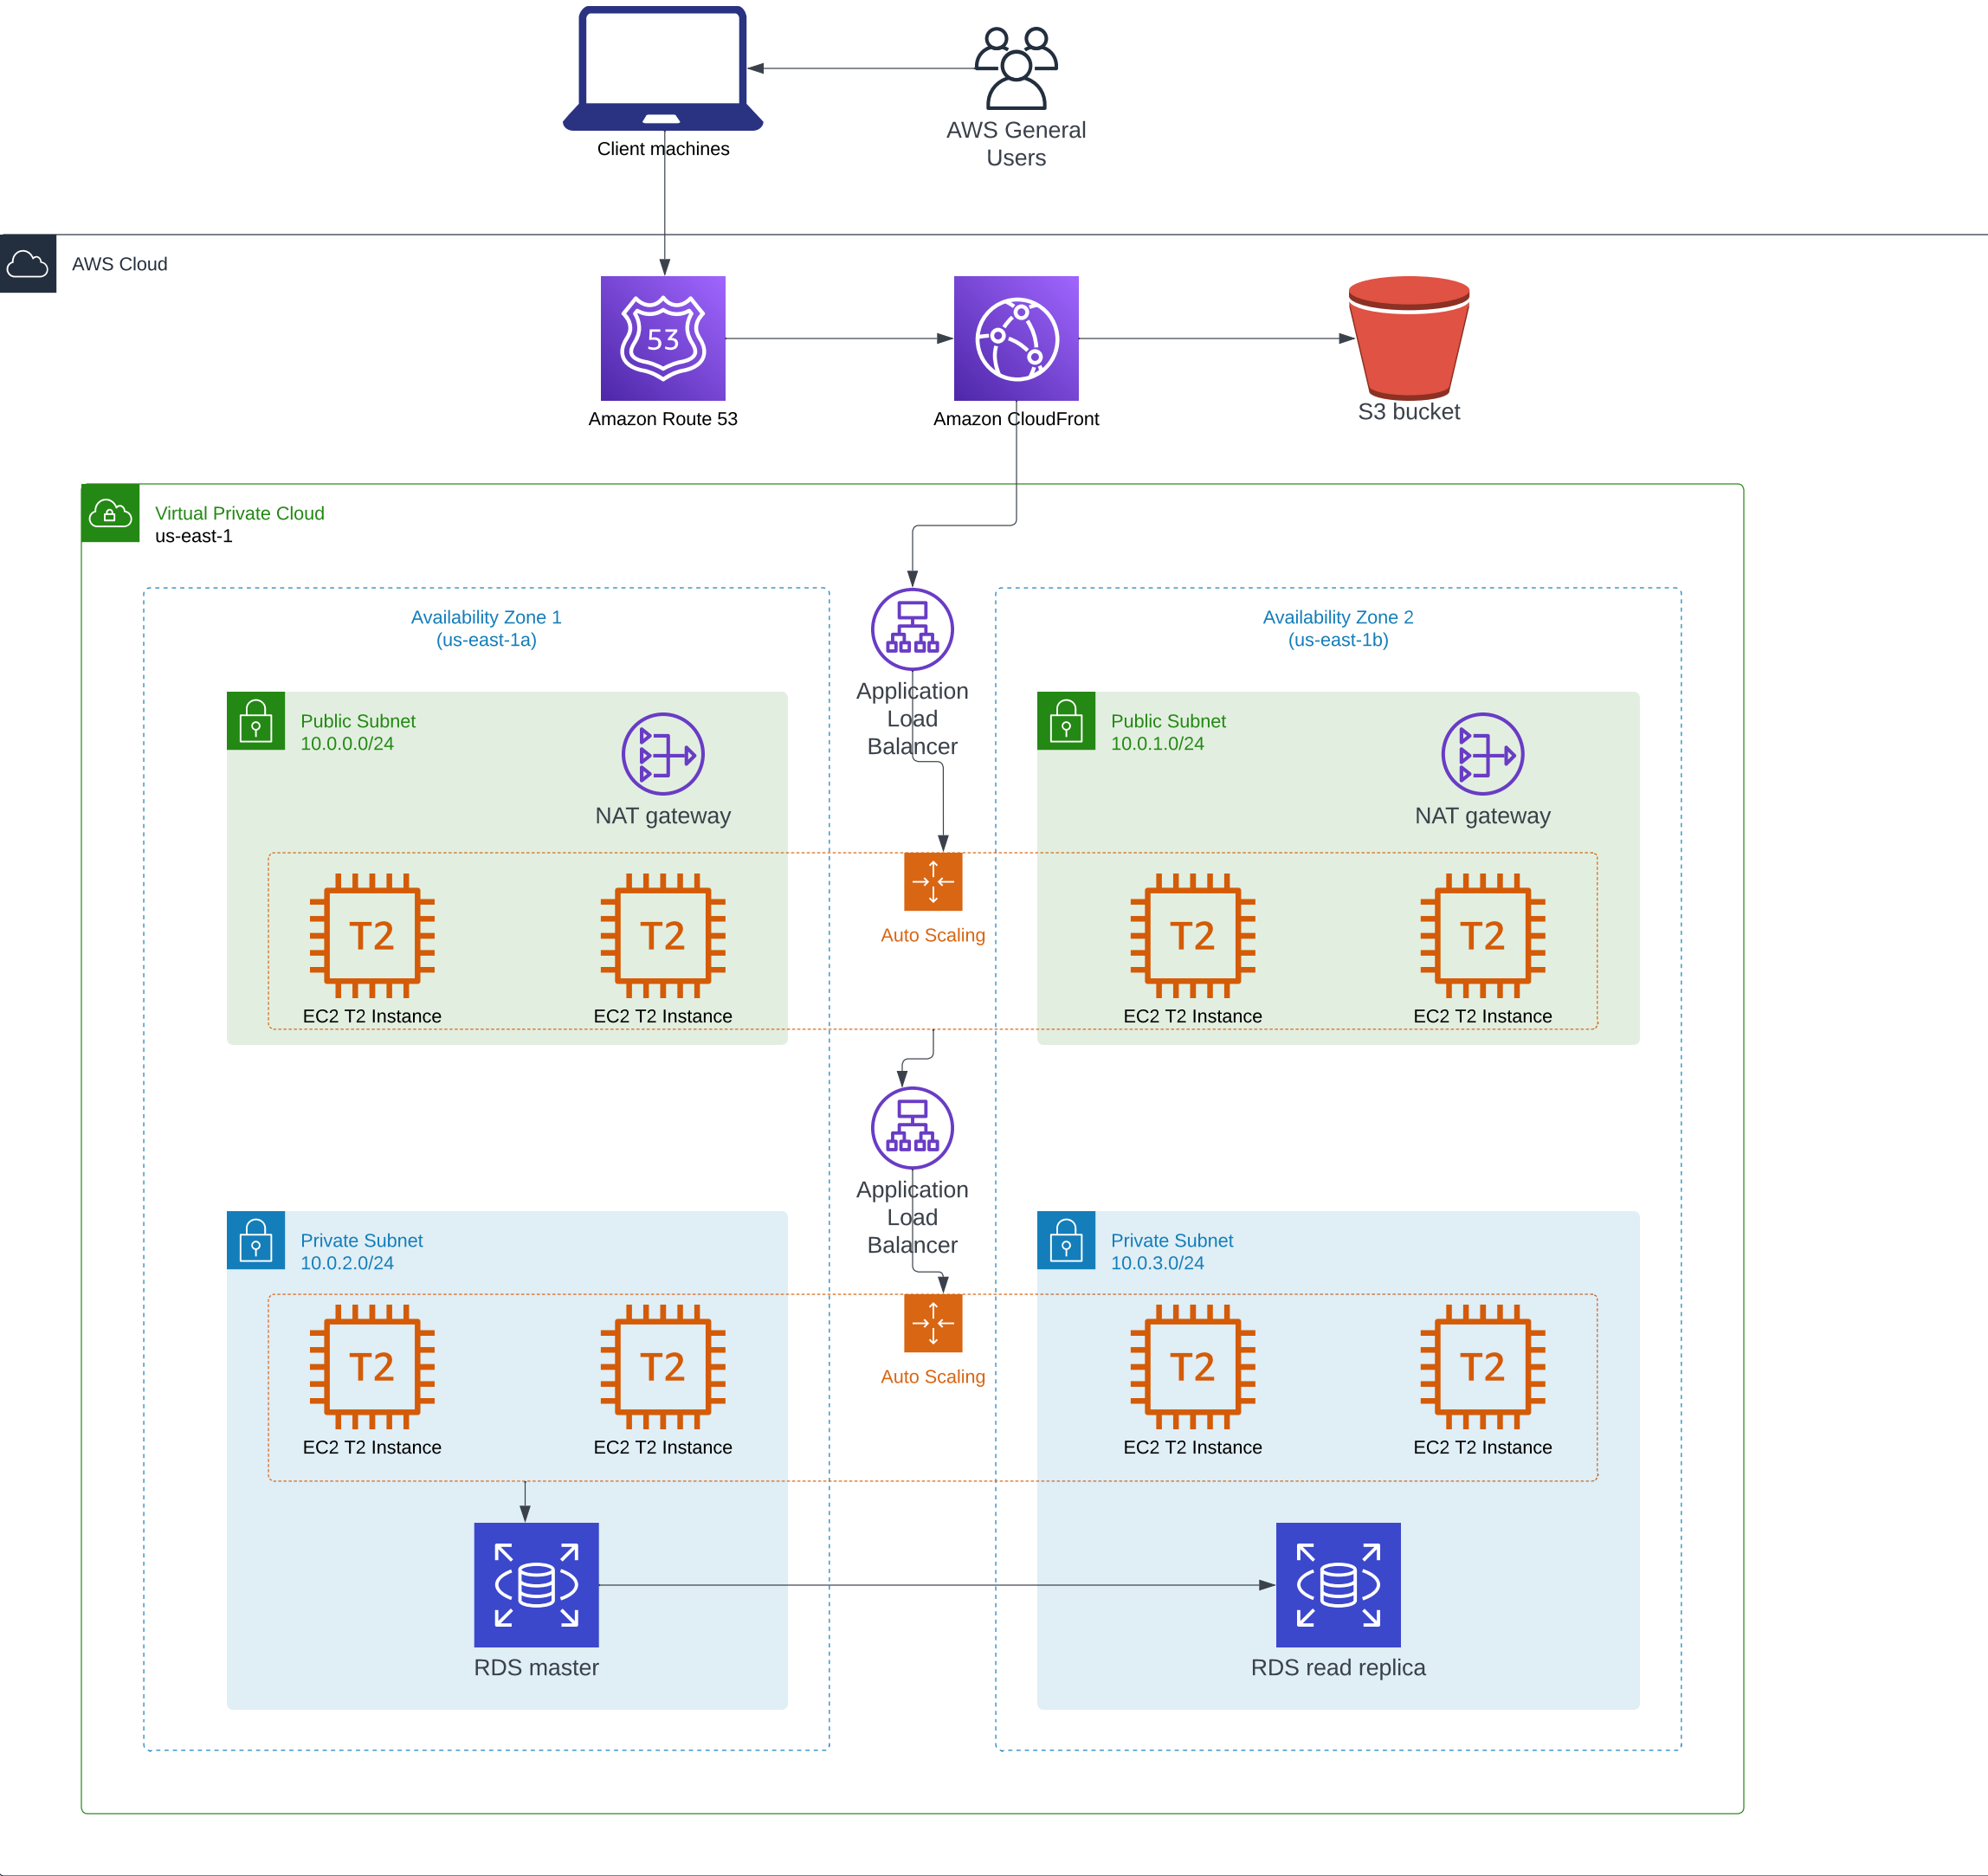 Client machines
AWS General
Users
AWS Cloud
53
Amazon Route 53
Amazon CloudFront
S3 bucket
Virtual Private Cloud
us-east-1
Availability Zone 1
(us-east-1a)
Availability Zone 2
(us-east-1b)
Application
Load
Balancer
Public Subnet
10.0.0.0/24
NAT gateway
Public Subnet
10.0.1.0/24
NAT gateway
T2
EC2 T2 Instance
T2
EC2 T2 Instance
Auto Scaling
T2
EC2 T2 Instance
T2
EC2 T2 Instance
Application
Load
Balancer
Private Subnet
10.0.2.0/24
Private Subnet
10.0.3.0/24
T2
EC2 T2 Instance
T2
EC2 T2 Instance
Auto Scaling
T2
EC2 T2 Instance
T2
EC2 T2 Instance
RDS master
RDS read replica